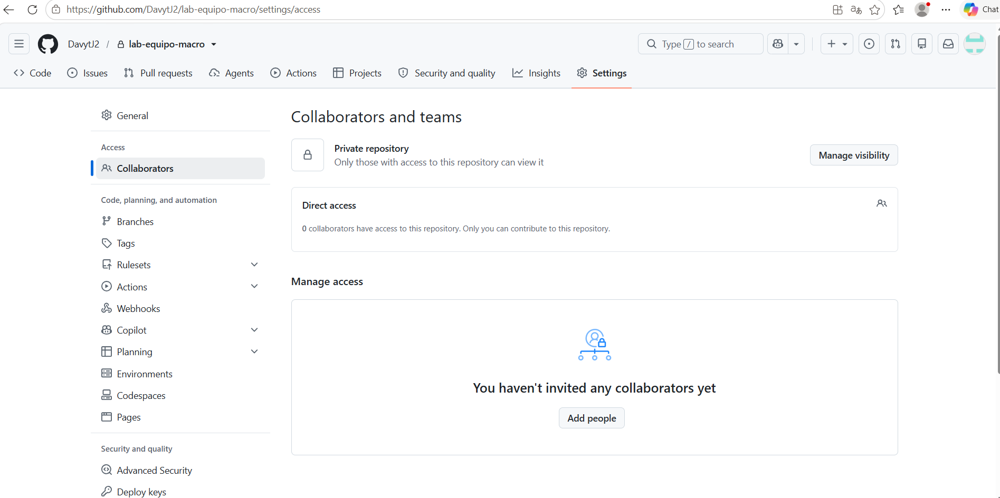 https://github.com/DavytJ2/lab-equipo-macro/settings/access
Chat
DavytJ2 / lab-equipo-macro
Type / to search
Code Issues Pull requests Agents Actions Projects Security and quality Insights Settings
General
Access
Collaborators
Code, planning, and automation
Branches
Tags
Rulesets
Actions
Webhooks
Copilot
Planning
Environments
Codespaces
Pages
Security and quality
Advanced Security
Deploy keys
Collaborators and teams
Private repository
Only those with access to this repository can view it
Manage visibility
Direct access
0 collaborators have access to this repository. Only you can contribute to this repository.
Manage access
You haven't invited any collaborators yet
Add people